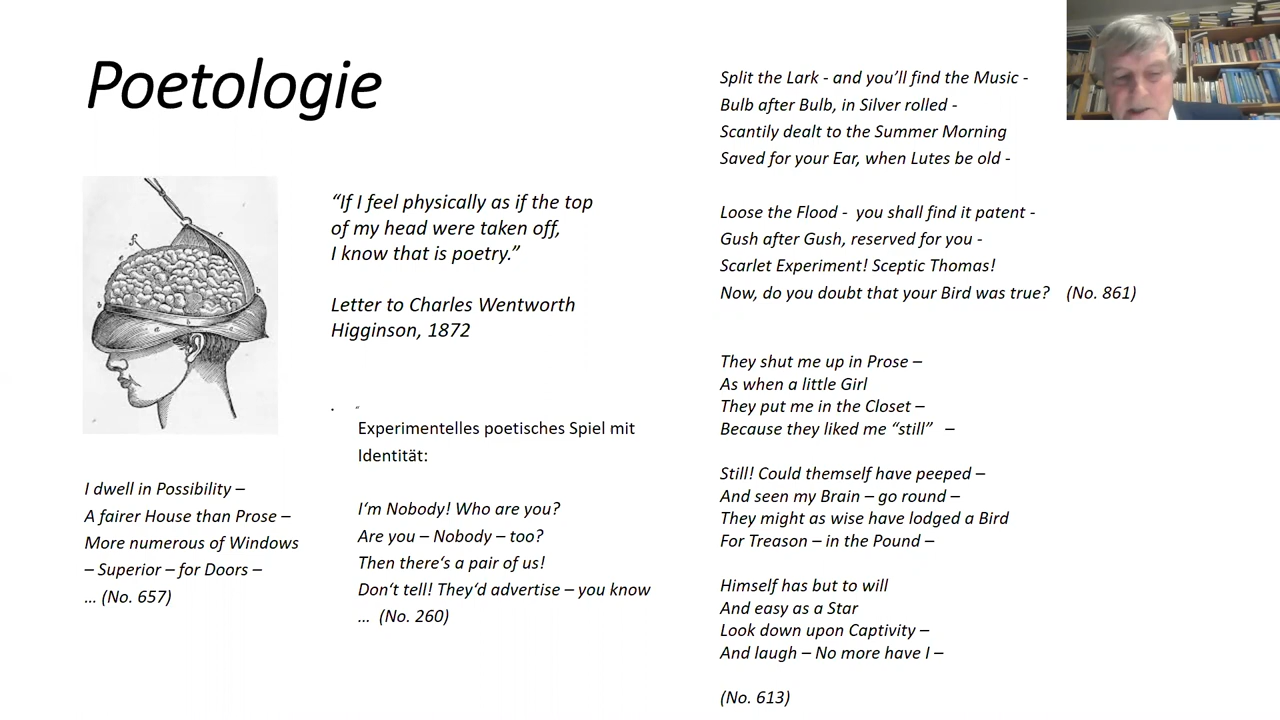 Poetologie
“If I feel physically as if the top
of my head were taken off,
I know that is poetry.”
Letter to Charles Wentworth
Higginson, 1872
I dwell in Possibility –
A fairer House than Prose –
More numerous of Windows
– Superior – for Doors –
… (No. 657)
Experimentelles poetisches Spiel mit
Identität:
I‘m Nobody! Who are you?
Are you – Nobody – too?
Then there‘s a pair of us!
Don‘t tell! They‘d advertise – you know
… (No. 260)
Split the Lark - and you’ll find the Music -
Bulb after Bulb, in Silver rolled -
Scantily dealt to the Summer Morning
Saved for your Ear, when Lutes be old -
Loose the Flood - you shall find it patent -
Gush after Gush, reserved for you -
Scarlet Experiment! Sceptic Thomas!
Now, do you doubt that your Bird was true? (No. 861)
They shut me up in Prose –
As when a little Girl
They put me in the Closet –
Because they liked me “still” –
Still! Could themself have peeped –
And seen my Brain – go round –
They might as wise have lodged a Bird
For Treason – in the Pound –
Himself has but to will
And easy as a Star
Look down upon Captivity –
And laugh – No more have I –
(No. 613)